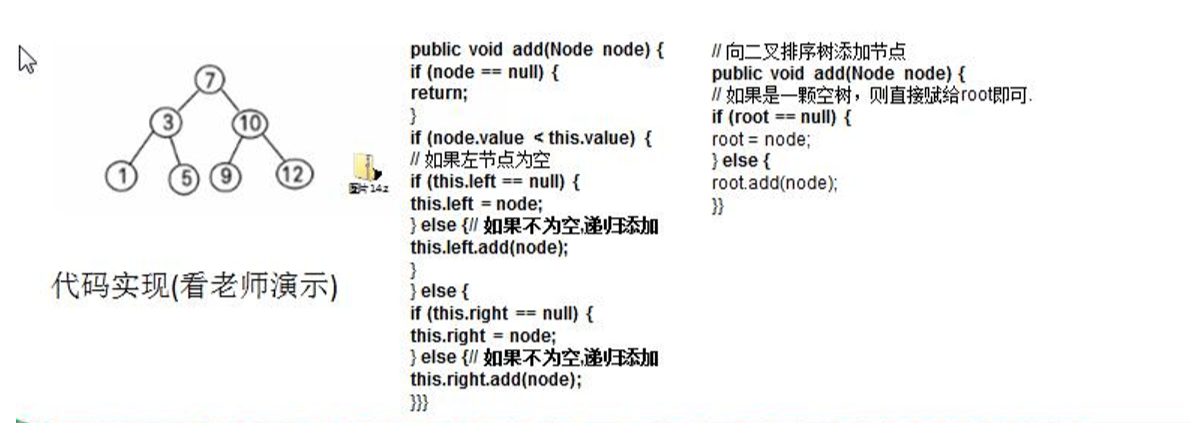 7
3
10
1
5
9
12
图片14.z
代码实现(看老师演示)
public void add(Node node) {
if (node == null) {
return;
}
if (node.value < this.value) {
// 如果左节点为空
if (this.left == null) {
this.left = node;
} else {// 如果不为空,递归添加
this.left.add(node);
}
} else {
if (this.right == null) {
this.right = node;
} else {// 如果不为空,递归添加
this.right.add(node);
}}}
// 向二叉排序树添加节点
public void add(Node node) {
// 如果是一颗空树，则直接赋给root即可.
if (root == null) {
root = node;
} else {
root.add(node);
}}